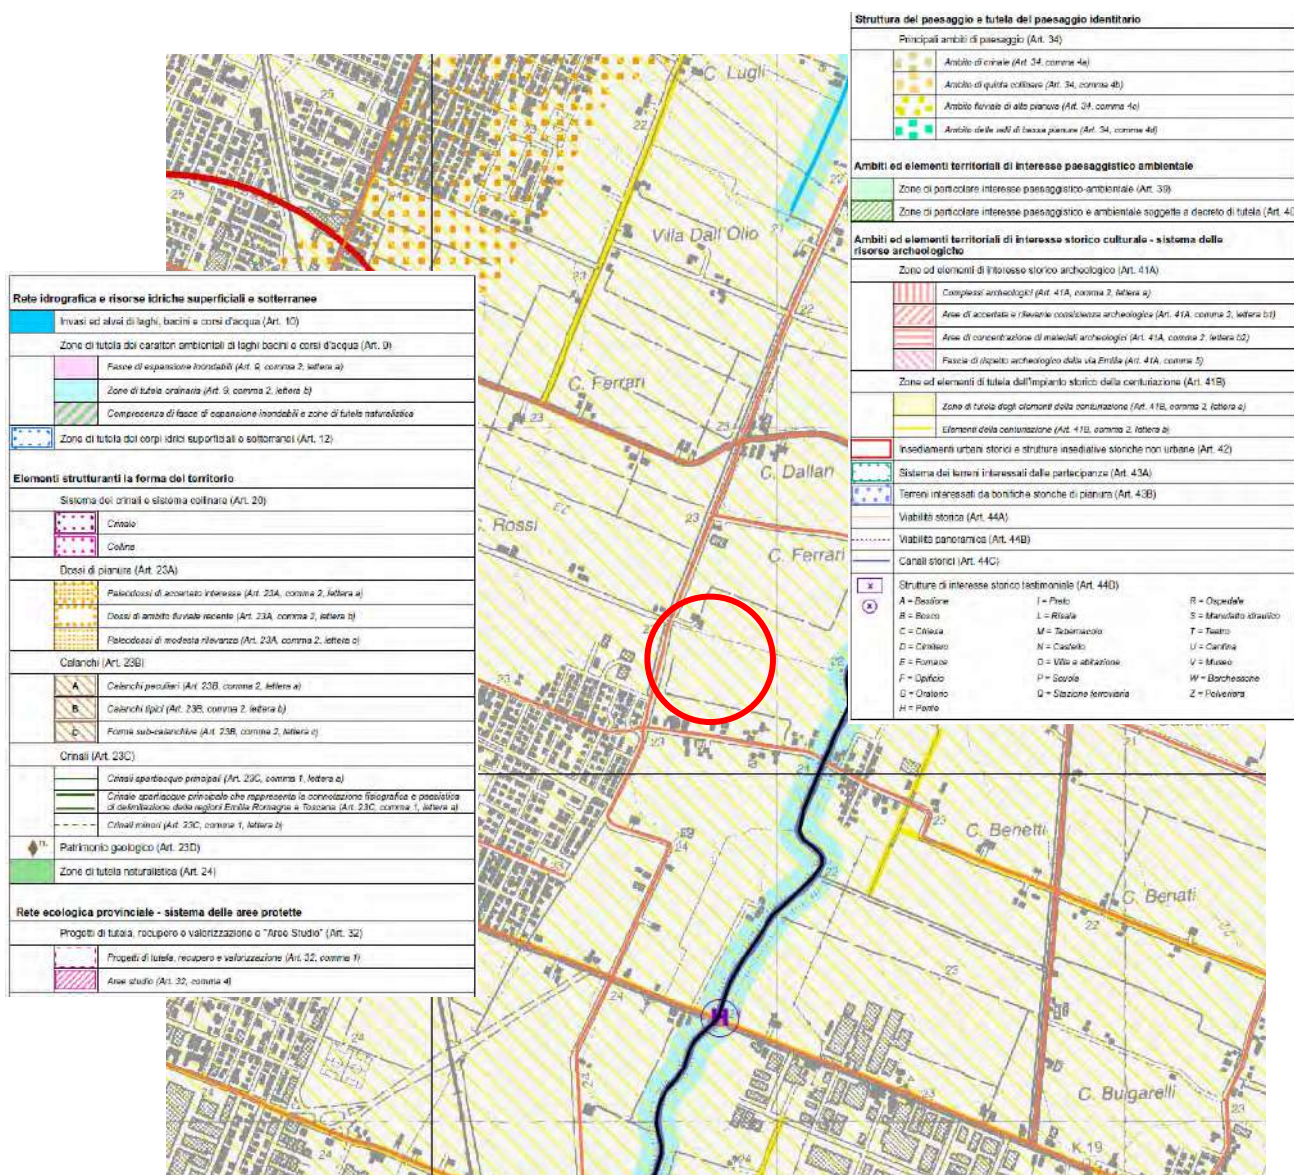 Struttura del paesaggio e tutela del paesaggio identitario
Principali ambiti di paesaggio (Art. 34)
Ambito di crinale (Art. 34, comma 4a)
Ambito di quinta collinare (Art. 34, comma 4b)
Ambito fluviale di alta pianura (Art. 34, comma 4c)
Ambito delle valli di bassa pianura (Art. 34, comma 4d)
Ambiti ed elementi territoriali di interesse paesaggistico ambientale
Zone di particolare interesse paesaggistico-ambientale (Art. 39)
Zone di particolare interesse paesaggistico e ambientale soggette a decreto di tutela (Art. 40
Ambiti ed elementi territoriali di interesse storico culturale - sistema delle
risorse archeologiche
Zone ed elementi di interesse storico archeologico (Art. 41A)
Complessi archeologici (Art. 41A, comma 2, lettera a)
Aree di accertata e rilevante consistenza archeologica (Art. 41A, comma 2, lettera b1)
Aree di concentrazione di materiali archeologici (Art. 41A, comma 2, lettera b2)
Fascia di rispetto archeologico della via Emilia (Art. 41A, comma 5)
Zone ed elementi di tutela dell'impianto storico della centuriazione (Art. 41B)
Zone di tutela degli elementi della centuriazione (Art. 41B, comma 2, lettera a)
Elementi della centuriazione (Art. 41B, comma 2, lettera b)
Insediamenti urbani storici e strutture insediative storiche non urbane (Art. 42)
Sistema dei terreni interessati dalle partecipanze (Art. 43A)
Terreni interessati da bonifiche storiche di pianura (Art. 43B)
Viabilità storica (Art. 44A)
Viabilità panoramica (Art. 44B)
Canali storici (Art. 44C)
Strutture di interesse storico testimoniale (Art. 44D)
A = Bastione
I = Prato
R = Ospedale
B = Bosco
L = Risaia
S = Manufatto idraulico
C = Chiesa
M = Tabernacolo
T = Teatro
D = Cimitero
N = Castello
U = Cantina
E = Fornace
O = Villa e abitazione
V = Museo
F = Opificio
P = Scuola
W = Barchessone
G = Oratorio
Q = Stazione ferroviaria
Z = Polveriera
H = Ponte
Rete idrografica e risorse idriche superficiali e sotterranee
Invasi ed alvei di laghi, bacini e corsi d'acqua (Art. 10)
Zone di tutela dei caratteri ambientali di laghi bacini e corsi d'acqua (Art. 9)
Fasce di espansione inondabili (Art. 9, comma 2, lettera a)
Zone di tutela ordinaria (Art. 9, comma 2, lettera b)
Compresenza di fasce di espansione inondabili e zone di tutela naturalistica
Zone di tutela dei corpi idrici superficiali e sotterranei (Art. 12)
Elementi strutturanti la forma del territorio
Sistema dei crinali e sistema collinare (Art. 20)
Crinale
Collina
Dossi di pianura (Art. 23A)
Paleodossi di accertato interesse (Art. 23A, comma 2, lettera a)
Dossi di ambito fluviale recente (Art. 23A, comma 2, lettera b)
Paleodossi di modesta rilevanza (Art. 23A, comma 2, lettera c)
Calanchi (Art. 23B)
A
Calanchi peculiari (Art. 23B, comma 2, lettera a)
B
Calanchi tipici (Art. 23B, comma 2, lettera b)
C
Forme sub-calanchive (Art. 23B, comma 2, lettera c)
Crinali (Art. 23C)
Crinali spartiacque principali (Art. 23C, comma 1, lettera a)
Crinale spartiacque principale che rappresenta la connotazione fisiografica e paesistica
di delimitazione delle regioni Emilia Romagna e Toscana (Art. 23C, comma 1, lettera a)
Crinali minori (Art. 23C, comma 1, lettera b)
n.
Patrimonio geologico (Art. 23D)
Zone di tutela naturalistica (Art. 24)
Rete ecologica provinciale - sistema delle aree protette
Progetti di tutela, recupero e valorizzazione e "Aree Studio" (Art. 32)
Progetti di tutela, recupero e valorizzazione (Art. 32, comma 1)
Aree studio (Art. 32, comma 4)
C. Lugli
Villa Dall'Olio
C. Ferrari
C. Dallan
C. Rossi
C. Ferrari
C. Benetti
C. Benati
H
C. Bulgarelli
K.19